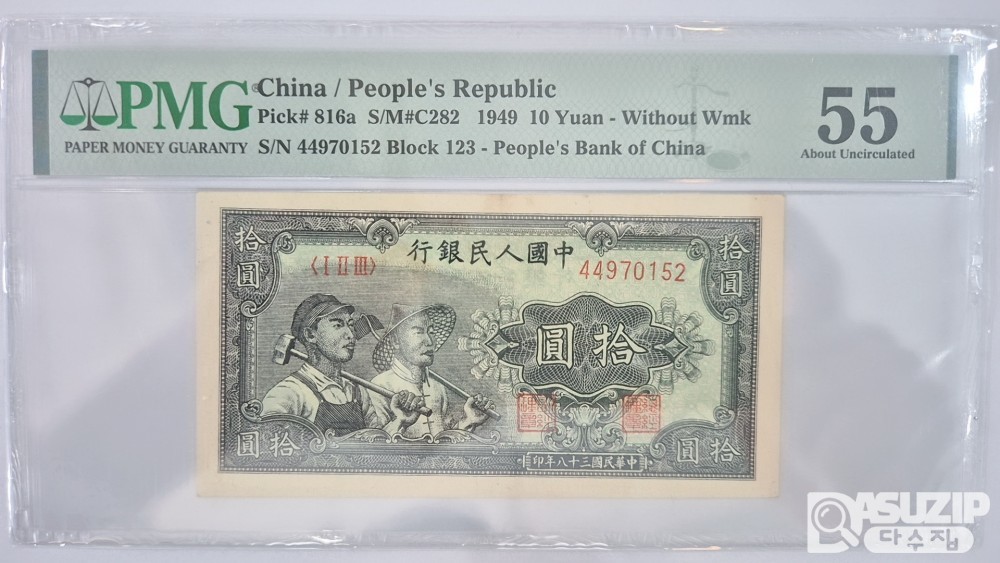 PMG
PAPER MONEY GUARANTY
China / People's Republic
Pick# 816a S/M#C282 1949 10 Yuan - Without Wmk
S/N 44970152 Block 123 - People's Bank of China
55
About Uncirculated
拾圓
行銀民人國中
拾圓
〈I II III〉
44970152
圓拾
拾圓
圓拾
印年八十三國民華中
ASUZIP
다수집